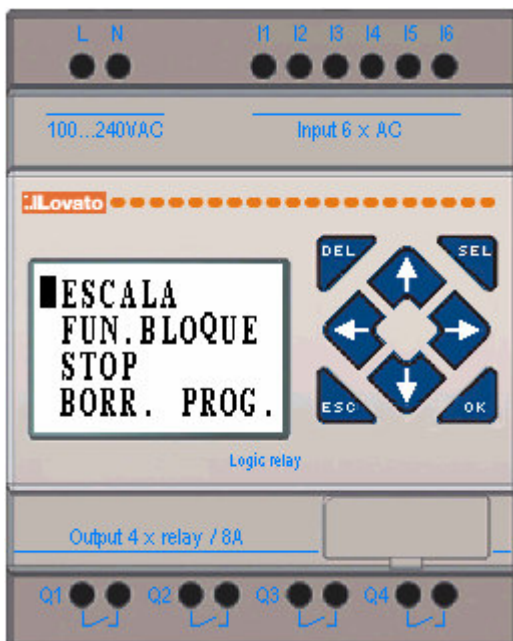 L N I1 I2 I3 I4 I5 I6
100...240VAC Input 6 x AC
Lovato
ESCALA
FUN.BLOQUE
STOP
BORR. PROG.
DEL SEL
ESC OK
Logic relay
Output 4 x relay / 8A
Q1 Q2 Q3 Q4